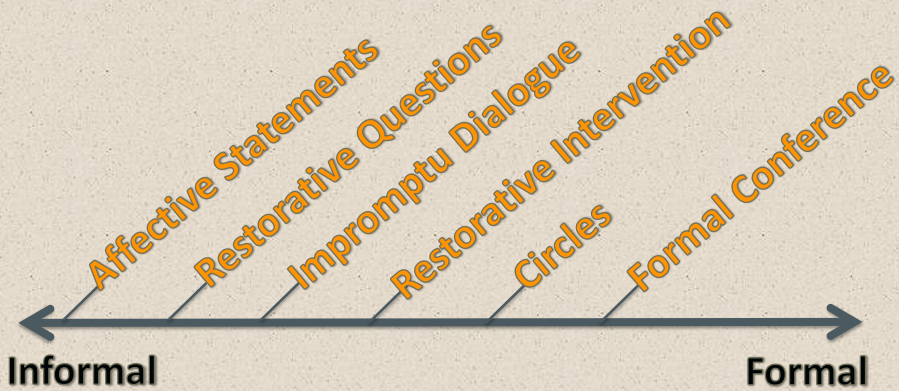 Affective Statements
Restorative Questions
Impromptu Dialogue
Restorative Intervention
Circles
Formal Conference
Informal
Formal